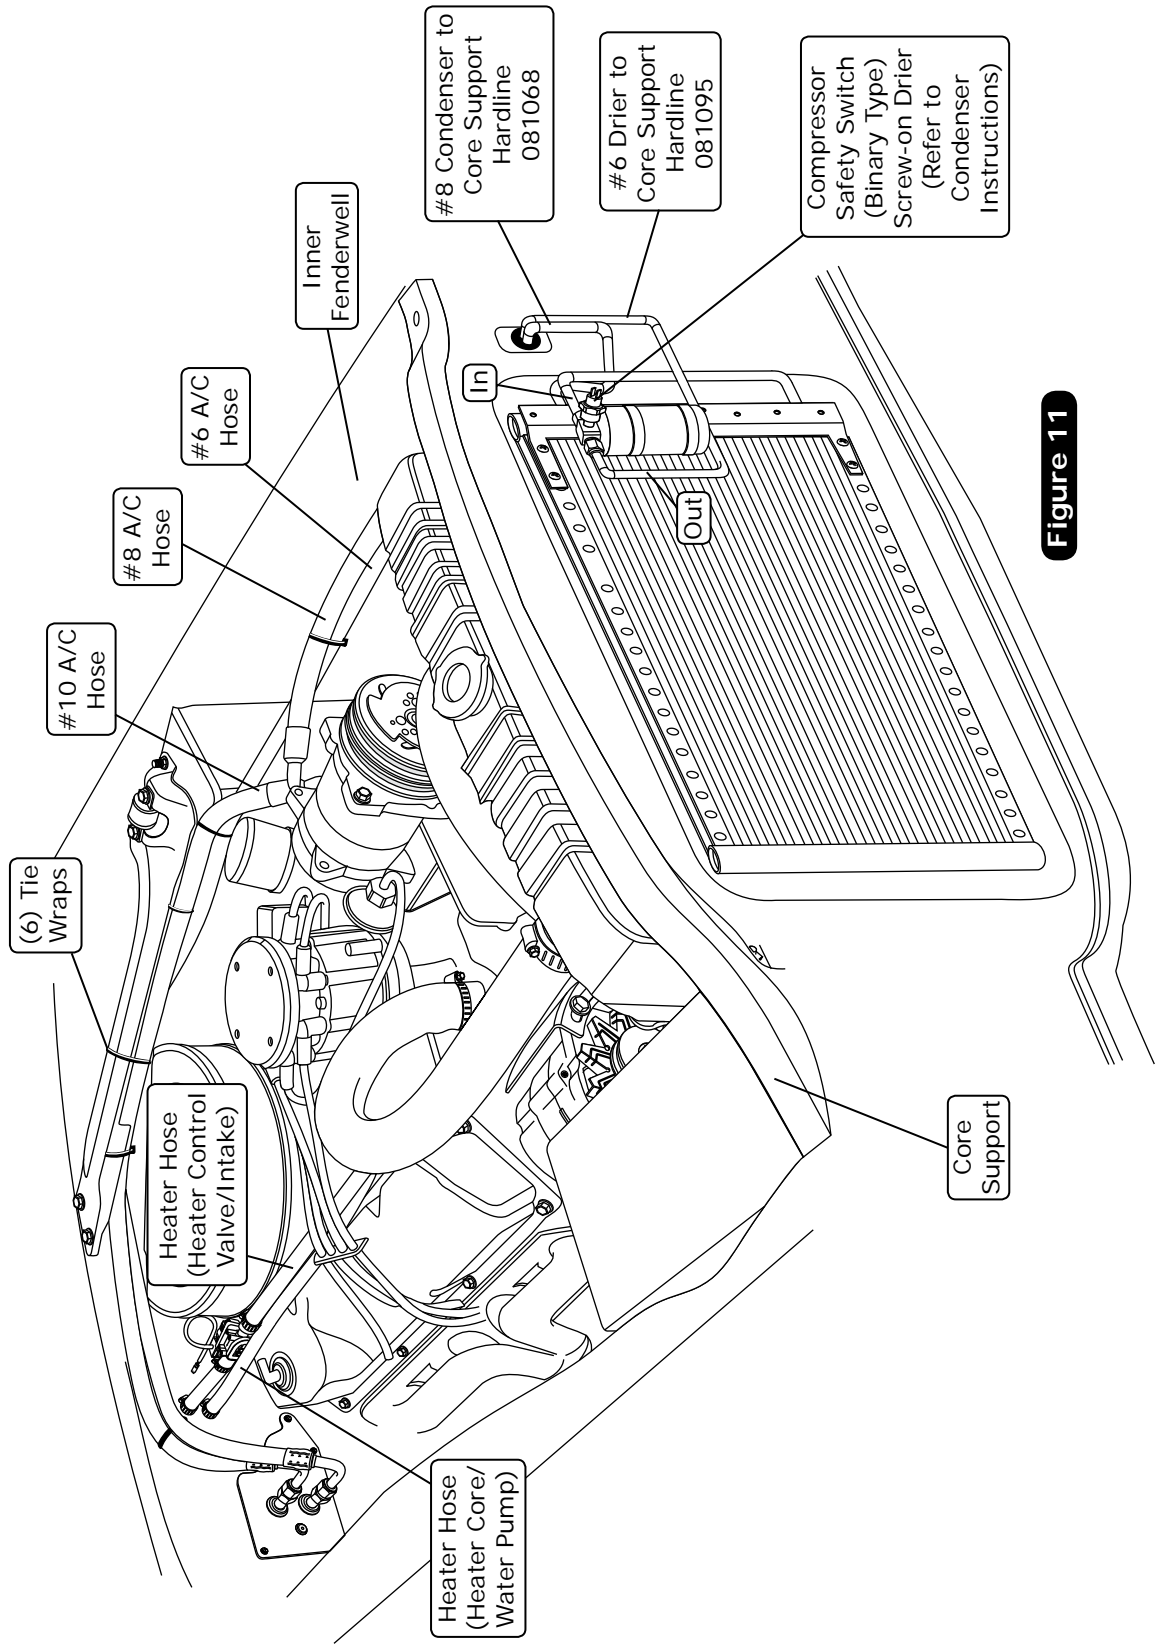 (6) Tie
Wraps
#10 A/C
Hose
#8 A/C
Hose
#6 A/C
Hose
Inner
Fenderwell
#8 Condenser to
Core Support
Hardline
081068
#6 Drier to
Core Support
Hardline
081095
Compressor
Safety Switch
(Binary Type)
Screw-on Drier
(Refer to
Condenser
Instructions)
In
Out
Heater Hose
(Heater Control
Valve/Intake)
Heater Hose
(Heater Core/
Water Pump)
Core
Support
Figure 11